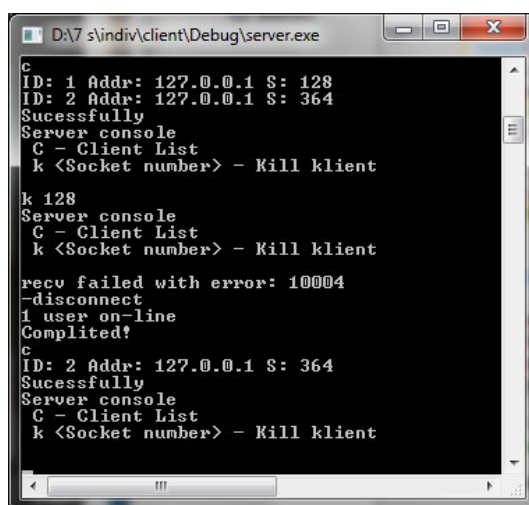 D:\7 s\indiv\client\Debug\server.exe
c
ID: 1 Addr: 127.0.0.1 S: 128
ID: 2 Addr: 127.0.0.1 S: 364
Sucessfully
Server console
C - Client List
k <Socket number> - Kill klient
k 128
Server console
C - Client List
k <Socket number> - Kill klient
recv failed with error: 10004
-disconnect
1 user on-line
Complited!
c
ID: 2 Addr: 127.0.0.1 S: 364
Sucessfully
Server console
C - Client List
k <Socket number> - Kill klient